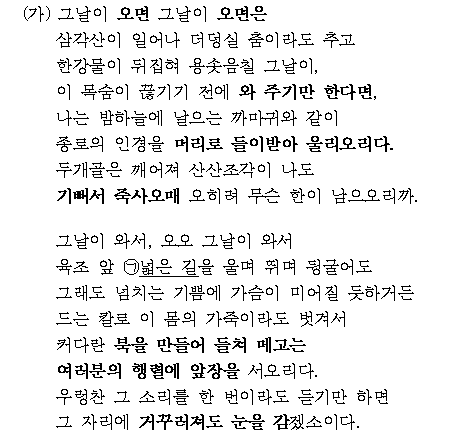 (가) 그날이 오면 그날이 오면은
삼각산이 일어나 더덩실 춤이라도 추고
한강물이 뒤집혀 용솟음칠 그날이,
이 목숨이 끊기기 전에 와 주기만 한다면,
나는 밤하늘에 날으는 까마귀와 같이
종로의 인경을 머리로 들이받아 울리오리다.
두개골은 깨어져 산산조각이 나도
기뻐서 죽사오매 오히려 무슨 한이 남으오리까.
그날이 와서, 오오 그날이 와서
육조 앞 ㉠넓은 길을 울며 뛰며 뒹굴어도
그래도 넘치는 기쁨에 가슴이 미어질 듯하거든
드는 칼로 이 몸의 가죽이라도 벗겨서
커다란 북을 만들어 들쳐 메고는
여러분의 행렬에 앞장을 서오리다.
우렁찬 그 소리를 한 번이라도 듣기만 하면
그 자리에 거꾸러져도 눈을 감겠소이다.